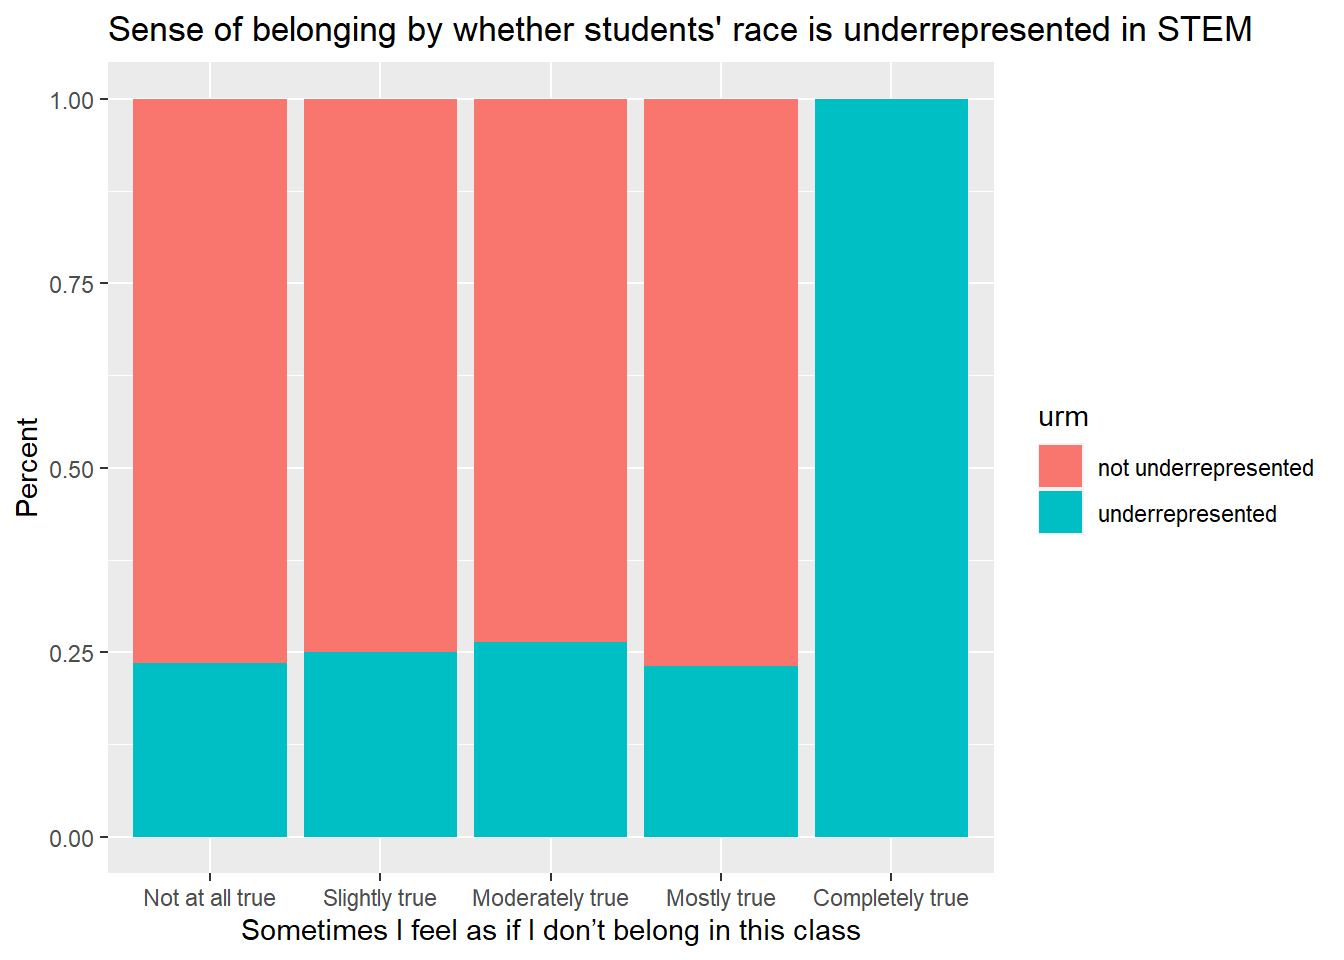 Sense of belonging by whether students' race is underrepresented in STEM
Percent
1.00
0.75
0.50
0.25
0.00
Not at all true
Slightly true
Moderately true
Mostly true
Completely true
Sometimes I feel as if I don’t belong in this class
urm
not underrepresented
underrepresented